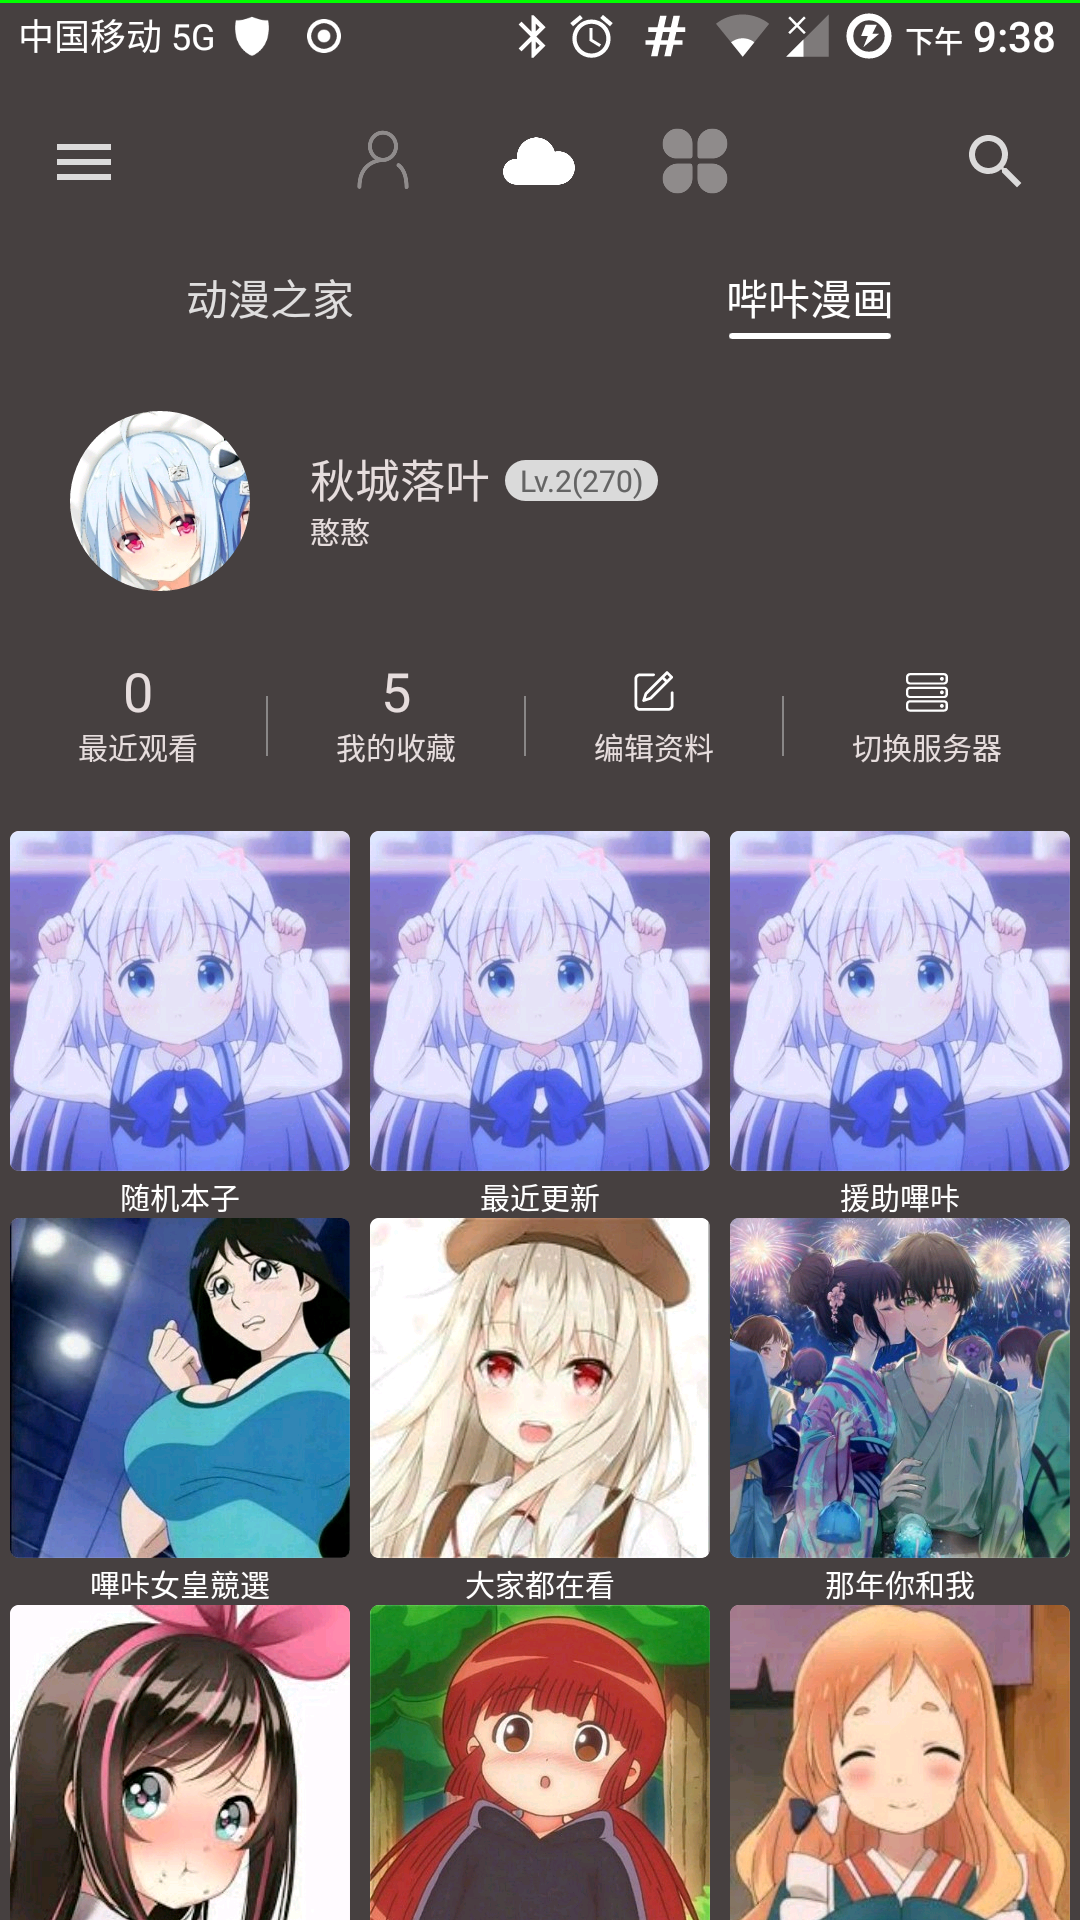 中国移动 5G
下午 9:38
动漫之家
哔咔漫画
秋城落叶 Lv.2(270)
憨憨
0
5
最近观看
我的收藏
编辑资料
切换服务器
随机本子
最近更新
援助嗶咔
嗶咔女皇競選
大家都在看
那年你和我